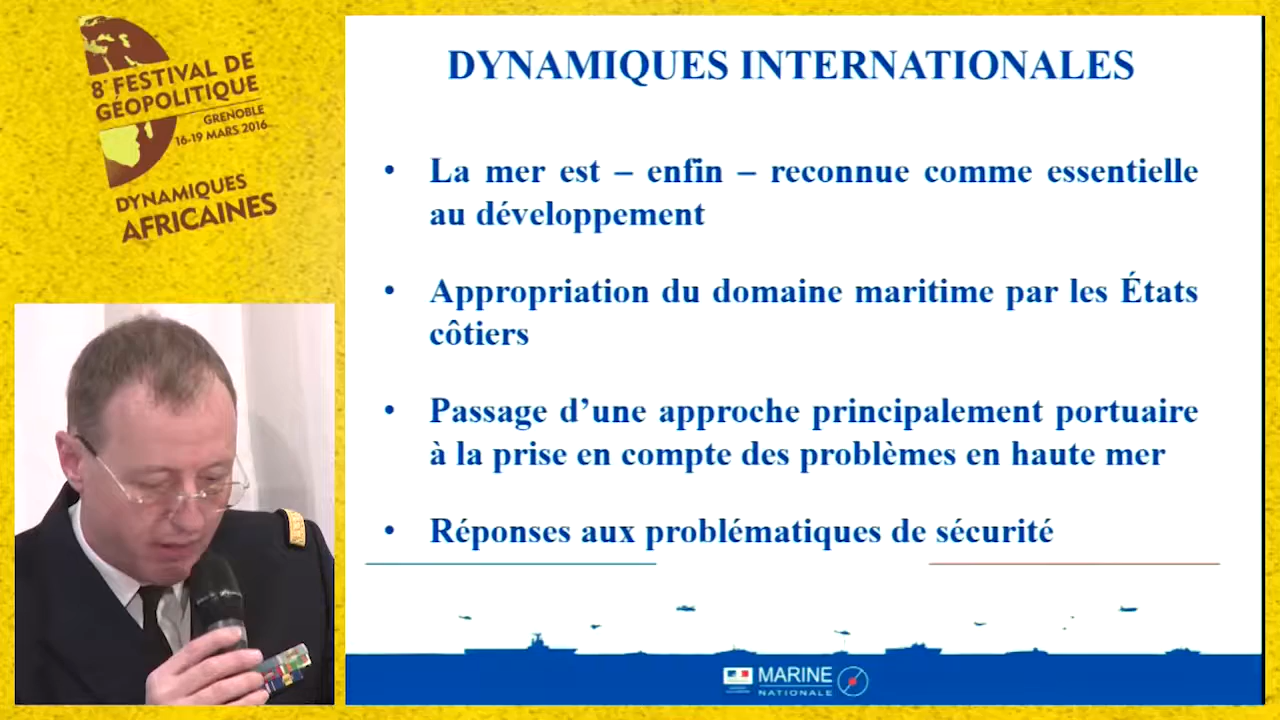 8e FESTIVAL DE
GÉOPOLITIQUE
GRENOBLE
16-19 MARS 2016
DYNAMIQUES
AFRICAINES
DYNAMIQUES INTERNATIONALES
• La mer est – enfin – reconnue comme essentielle
au développement
• Appropriation du domaine maritime par les États
côtiers
• Passage d’une approche principalement portuaire
à la prise en compte des problèmes en haute mer
• Réponses aux problématiques de sécurité
MARINE
NATIONALE